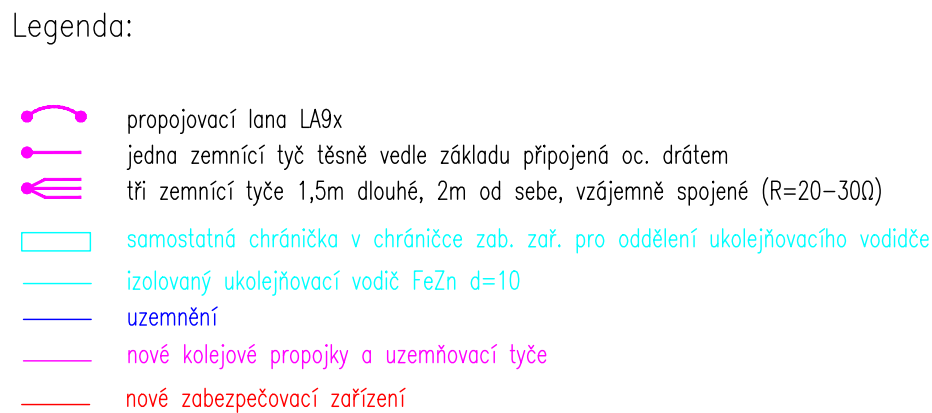 Legenda:
propojovací lana LA9x
jedna zemnící tyč těsně vedle základu připojená oc. drátem
tři zemnící tyče 1,5m dlouhé, 2m od sebe, vzájemně spojené (R=20-30Ω)
samostatná chránička v chráničce zab. zař. pro oddělení ukolejňovacího vodidče
izolovaný ukolejňovací vodič FeZn d=10
uzemnění
nové kolejové propojky a uzemňovací tyče
nové zabezpečovací zařízení